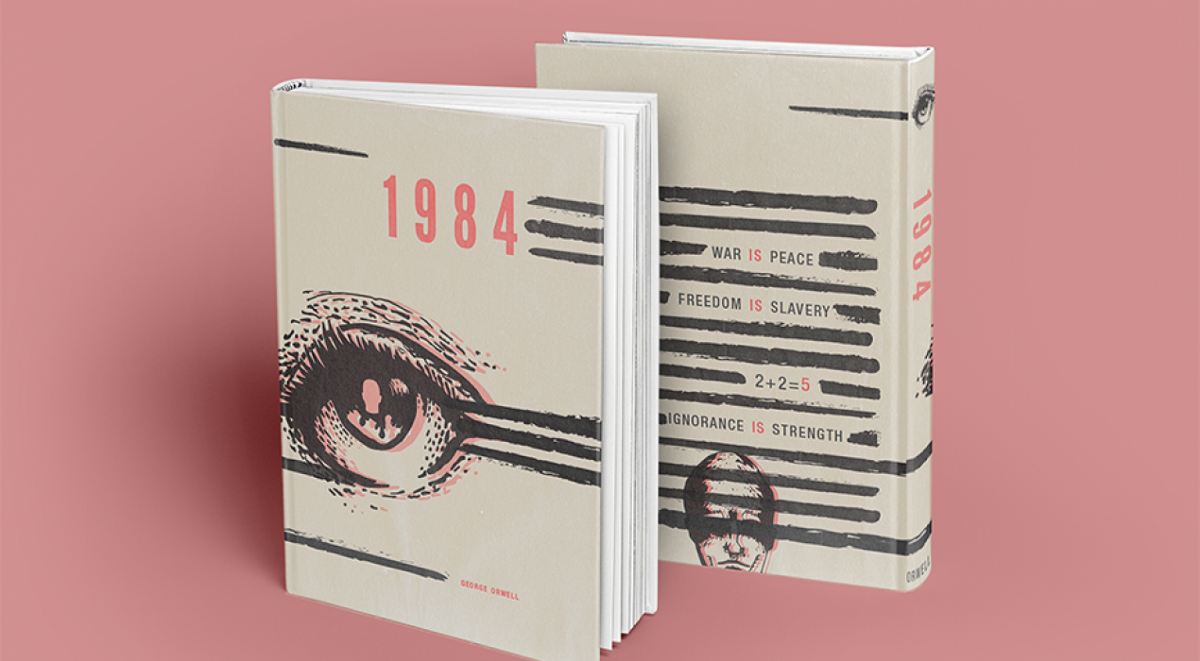 1984
GEORGE ORWELL
WAR IS PEACE
FREEDOM IS SLAVERY
2+2=5
IGNORANCE IS STRENGTH
1984
ORWELL